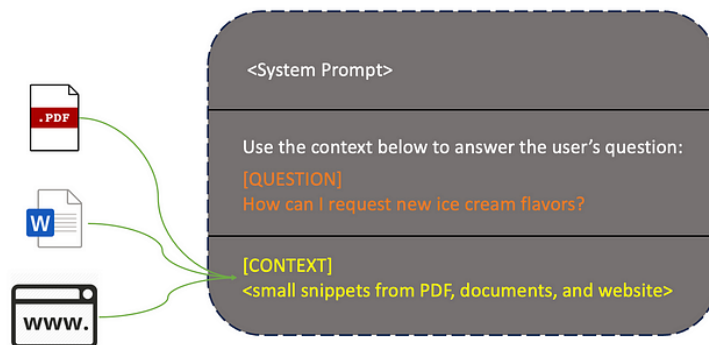 <System Prompt>
.PDF
Use the context below to answer the user’s question:
[QUESTION]
How can I request new ice cream flavors?
W
[CONTEXT]
<small snippets from PDF, documents, and website>
www.